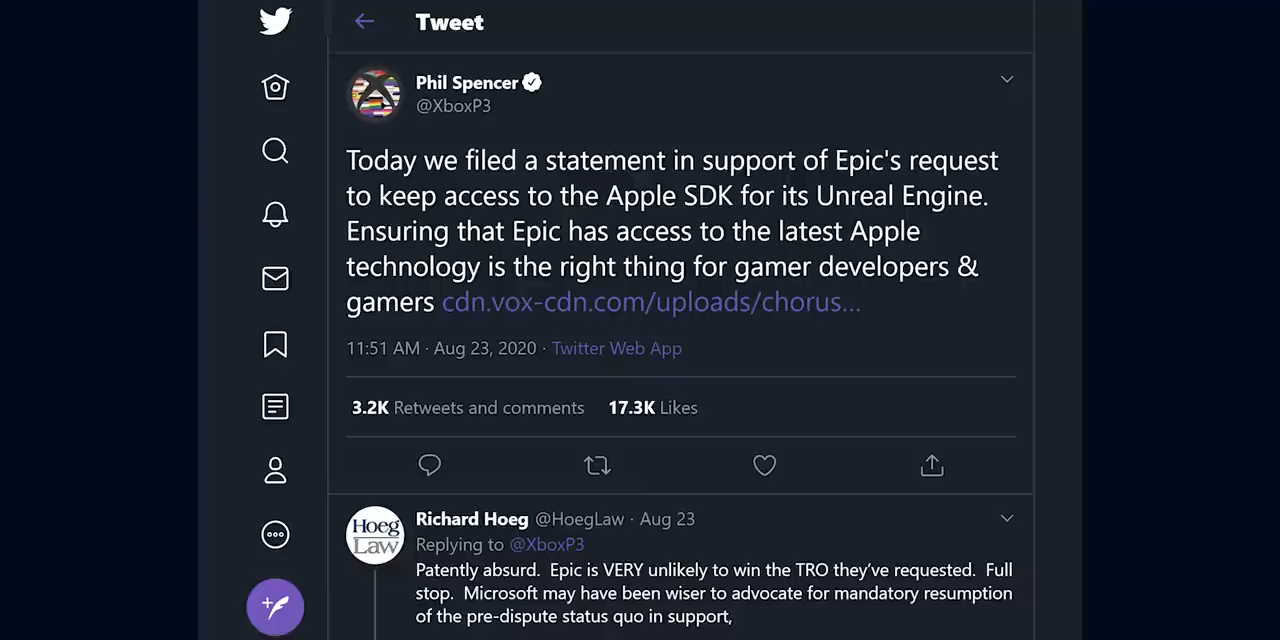 Tweet
Phil Spencer
@XboxP3
Today we filed a statement in support of Epic's request
to keep access to the Apple SDK for its Unreal Engine.
Ensuring that Epic has access to the latest Apple
technology is the right thing for gamer developers &
gamers cdn.vox-cdn.com/uploads/chorus...
11:51 AM · Aug 23, 2020 · Twitter Web App
3.2K Retweets and comments 17.3K Likes
Hoeg
Law
Richard Hoeg @HoegLaw · Aug 23
Replying to @XboxP3
Patently absurd. Epic is VERY unlikely to win the TRO they've requested. Full
stop. Microsoft may have been wiser to advocate for mandatory resumption
of the pre-dispute status quo in support,